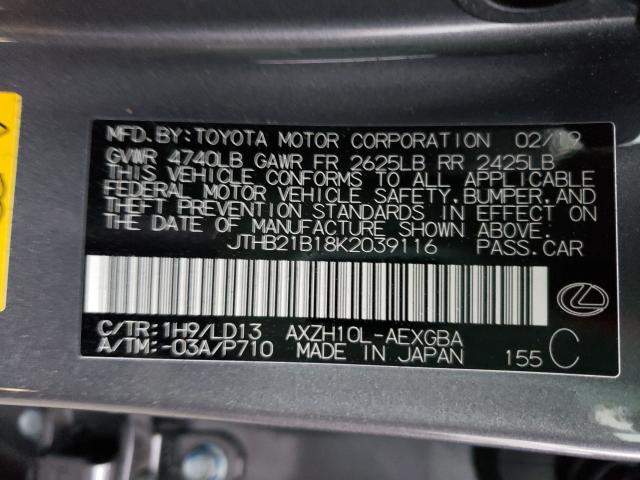 MFD. BY: TOYOTA MOTOR CORPORATION
GVWR 4740LB GAWR FR 2625LB RR 2425LB
THIS VEHICLE CONFORMS TO ALL APPLICABLE
FEDERAL MOTOR VEHICLE SAFETY, BUMPER, AND
THEFT PREVENTION STANDARDS IN EFFECT ON
THE DATE OF MANUFACTURE SHOWN ABOVE.
JTHB21B18K2039116 PASS. CAR
C/TR: 1H9/LD13 AXZH10L-AEXGBA
A/TM: -03A/P710 MADE IN JAPAN 155 C